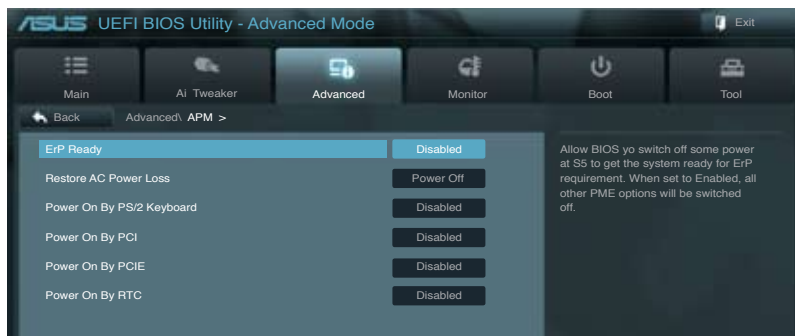 ASUS UEFI BIOS Utility - Advanced Mode
Exit
Main
Ai Tweaker
Advanced
Monitor
Boot
Tool
Back
Advanced\ APM >
ErP Ready Disabled
Restore AC Power Loss Power Off
Power On By PS/2 Keyboard Disabled
Power On By PCI Disabled
Power On By PCIE Disabled
Power On By RTC Disabled
Allow BIOS yo switch off some power
at S5 to get the system ready for ErP
requirement. When set to Enabled, all
other PME options will be switched
off.